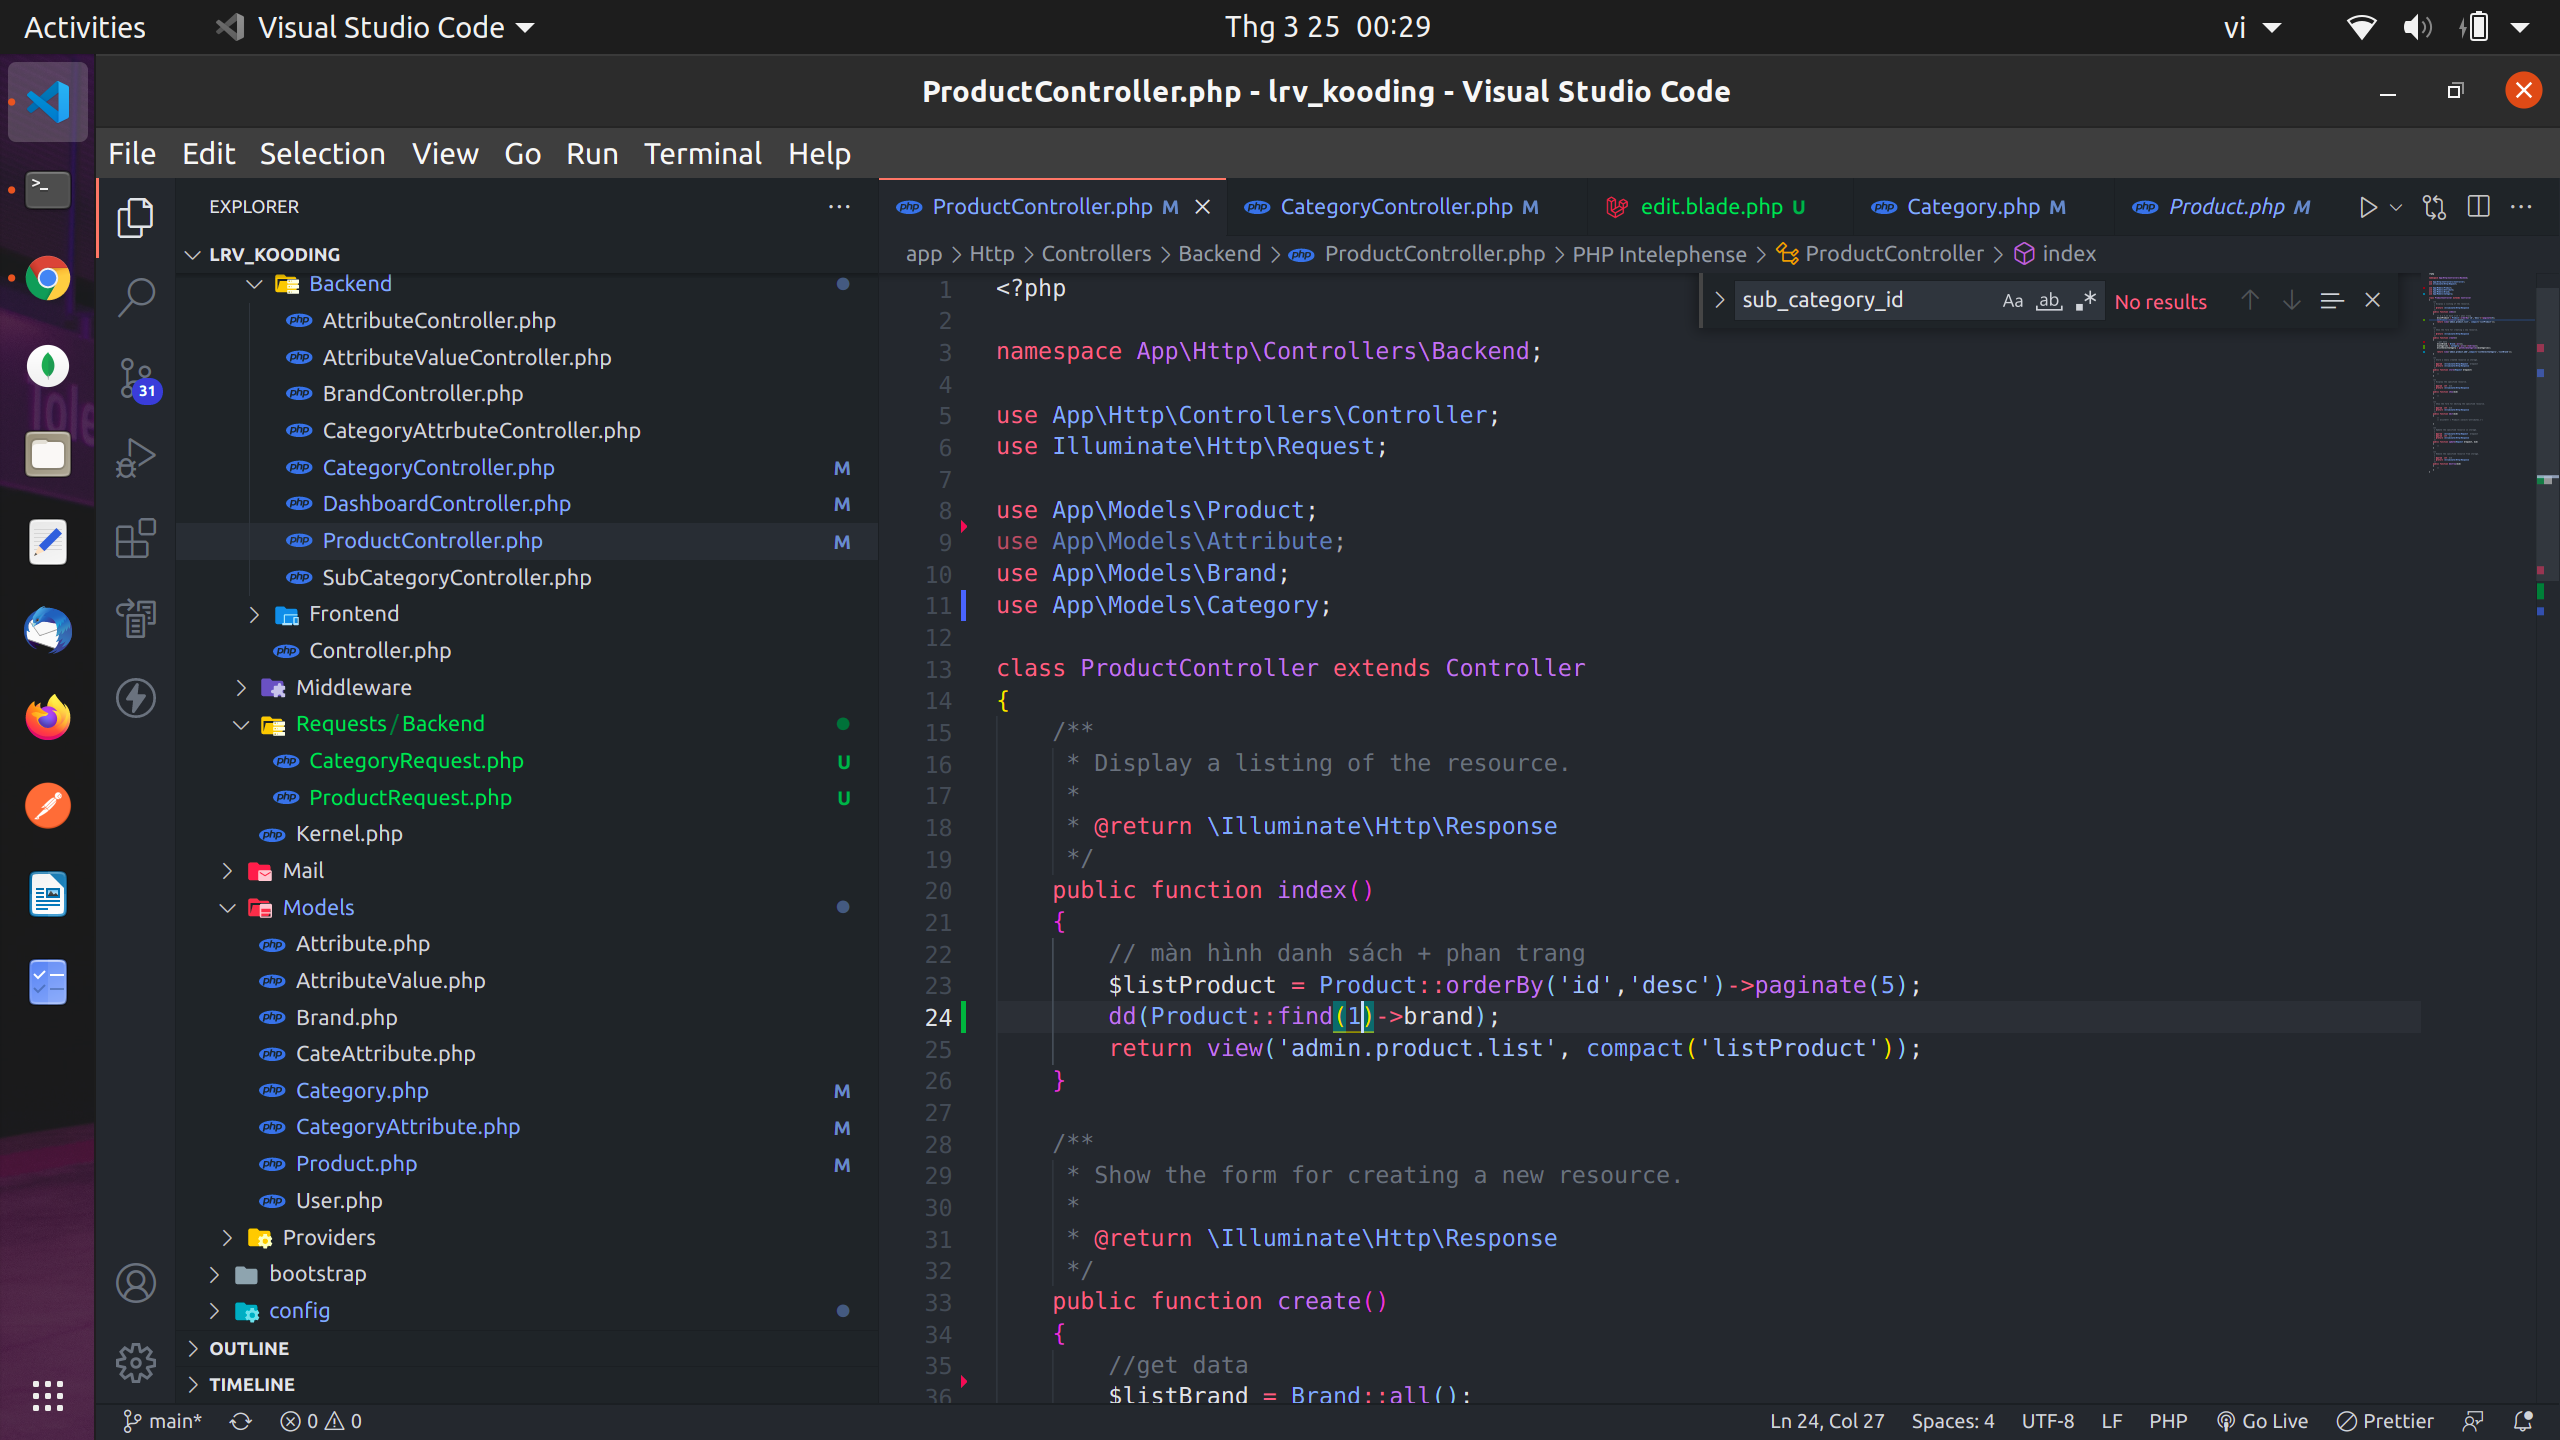 Activities
Visual Studio Code
Thg 3 25 00:29
vi
ProductController.php - lrv_kooding - Visual Studio Code
File Edit Selection View Go Run Terminal Help
EXPLORER
LRV_KOODING
Backend
AttributeController.php
AttributeValueController.php
BrandController.php
CategoryAttrbuteController.php
CategoryController.php M
DashboardController.php M
ProductController.php M
SubCategoryController.php
Frontend
Controller.php
Middleware
Requests/Backend
CategoryRequest.php U
ProductRequest.php U
Kernel.php
Mail
Models
Attribute.php
AttributeValue.php
Brand.php
CateAttribute.php
Category.php M
CategoryAttribute.php M
Product.php M
User.php
Providers
bootstrap
config
OUTLINE
TIMELINE
31
ProductController.php M
CategoryController.php M
edit.blade.php U
Category.php M
Product.php M
app > Http > Controllers > Backend > ProductController.php > PHP Intelephense > ProductController > index
sub_category_id
Aa ab .* No results
1 <?php
2
3 namespace App\Http\Controllers\Backend;
4
5 use App\Http\Controllers\Controller;
6 use Illuminate\Http\Request;
7
8 use App\Models\Product;
9 use App\Models\Attribute;
10 use App\Models\Brand;
11 use App\Models\Category;
12
13 class ProductController extends Controller
14 {
15 /**
16 * Display a listing of the resource.
17 *
18 * @return \Illuminate\Http\Response
19 */
20 public function index()
21 {
22 // màn hình danh sách + phan trang
23 $listProduct = Product::orderBy('id','desc')->paginate(5);
24 dd(Product::find(1)->brand);
25 return view('admin.product.list', compact('listProduct'));
26 }
27
28 /**
29 * Show the form for creating a new resource.
30 *
31 * @return \Illuminate\Http\Response
32 */
33 public function create()
34 {
35 //get data
36 $listBrand = Brand::all();
main* 0 0
Ln 24, Col 27 Spaces: 4 UTF-8 LF PHP Go Live Prettier